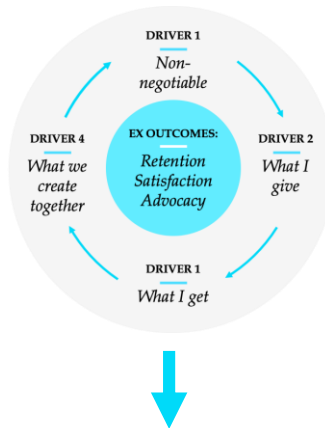 DRIVER 1
Non-
negotiable
DRIVER 4
What we
create
together
EX OUTCOMES:
Retention
Satisfaction
Advocacy
DRIVER 2
What I
give
DRIVER 1
What I get